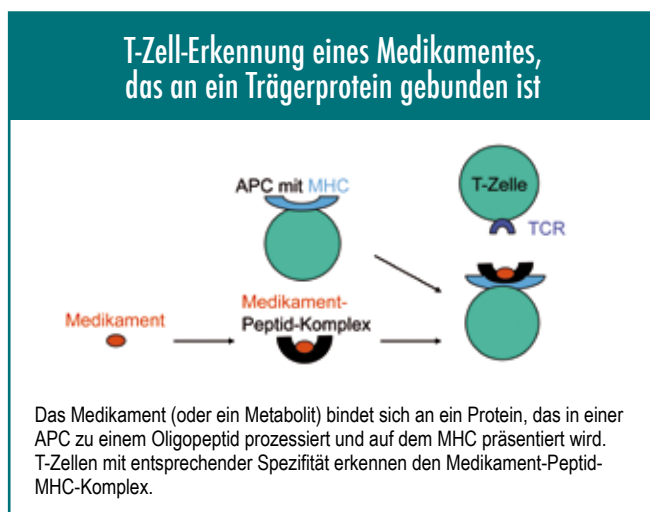 T-Zell-Erkennung eines Medikamentes,
das an ein Trägerprotein gebunden ist
APC mit MHC
T-Zelle
TCR
Medikament
Medikament-
Peptid-Komplex
Das Medikament (oder ein Metabolit) bindet sich an ein Protein, das in einer
APC zu einem Oligopeptid prozessiert und auf dem MHC präsentiert wird.
T-Zellen mit entsprechender Spezifität erkennen den Medikament-Peptid-
MHC-Komplex.